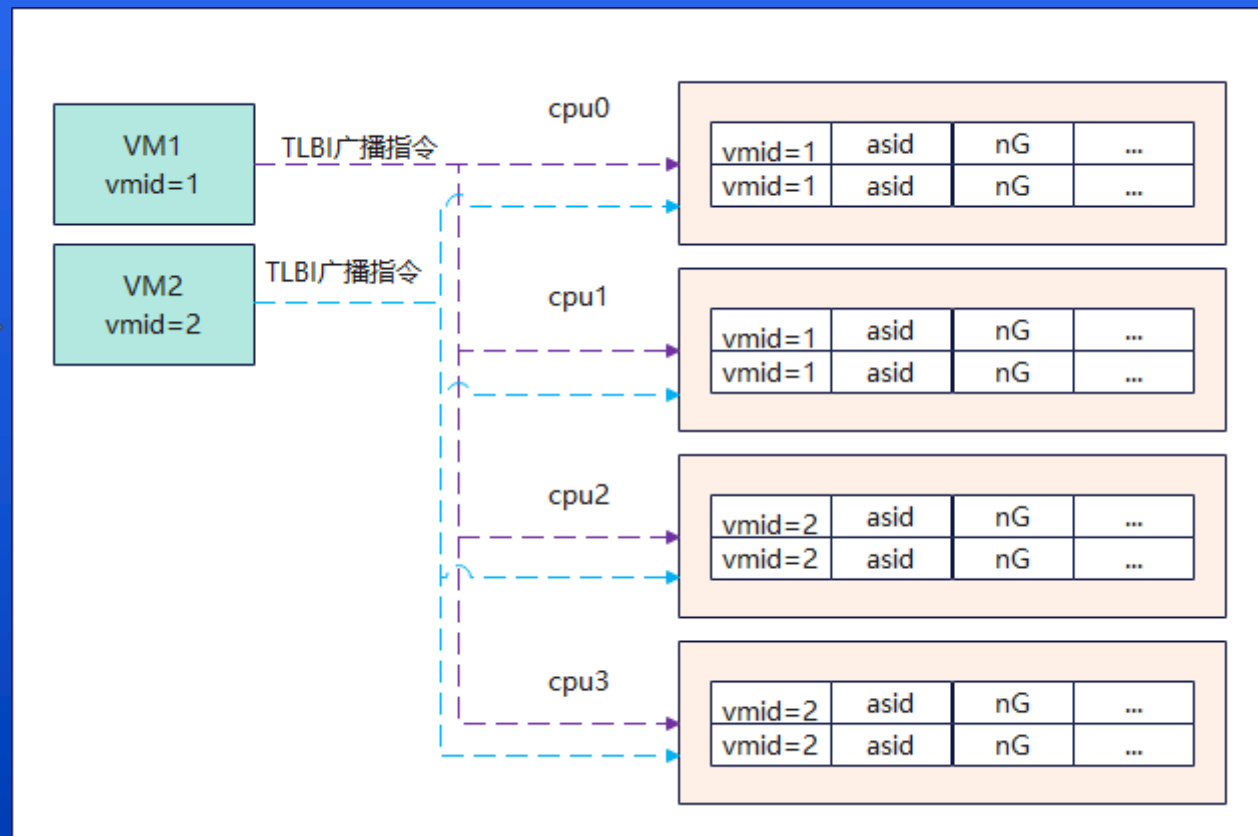 VM1
vmid=1
TLBI广播指令
VM2
vmid=2
TLBI广播指令
cpu0
vmid=1 asid nG ...
vmid=1 asid nG ...
cpu1
vmid=1 asid nG ...
vmid=1 asid nG ...
cpu2
vmid=2 asid nG ...
vmid=2 asid nG ...
cpu3
vmid=2 asid nG ...
vmid=2 asid nG ...